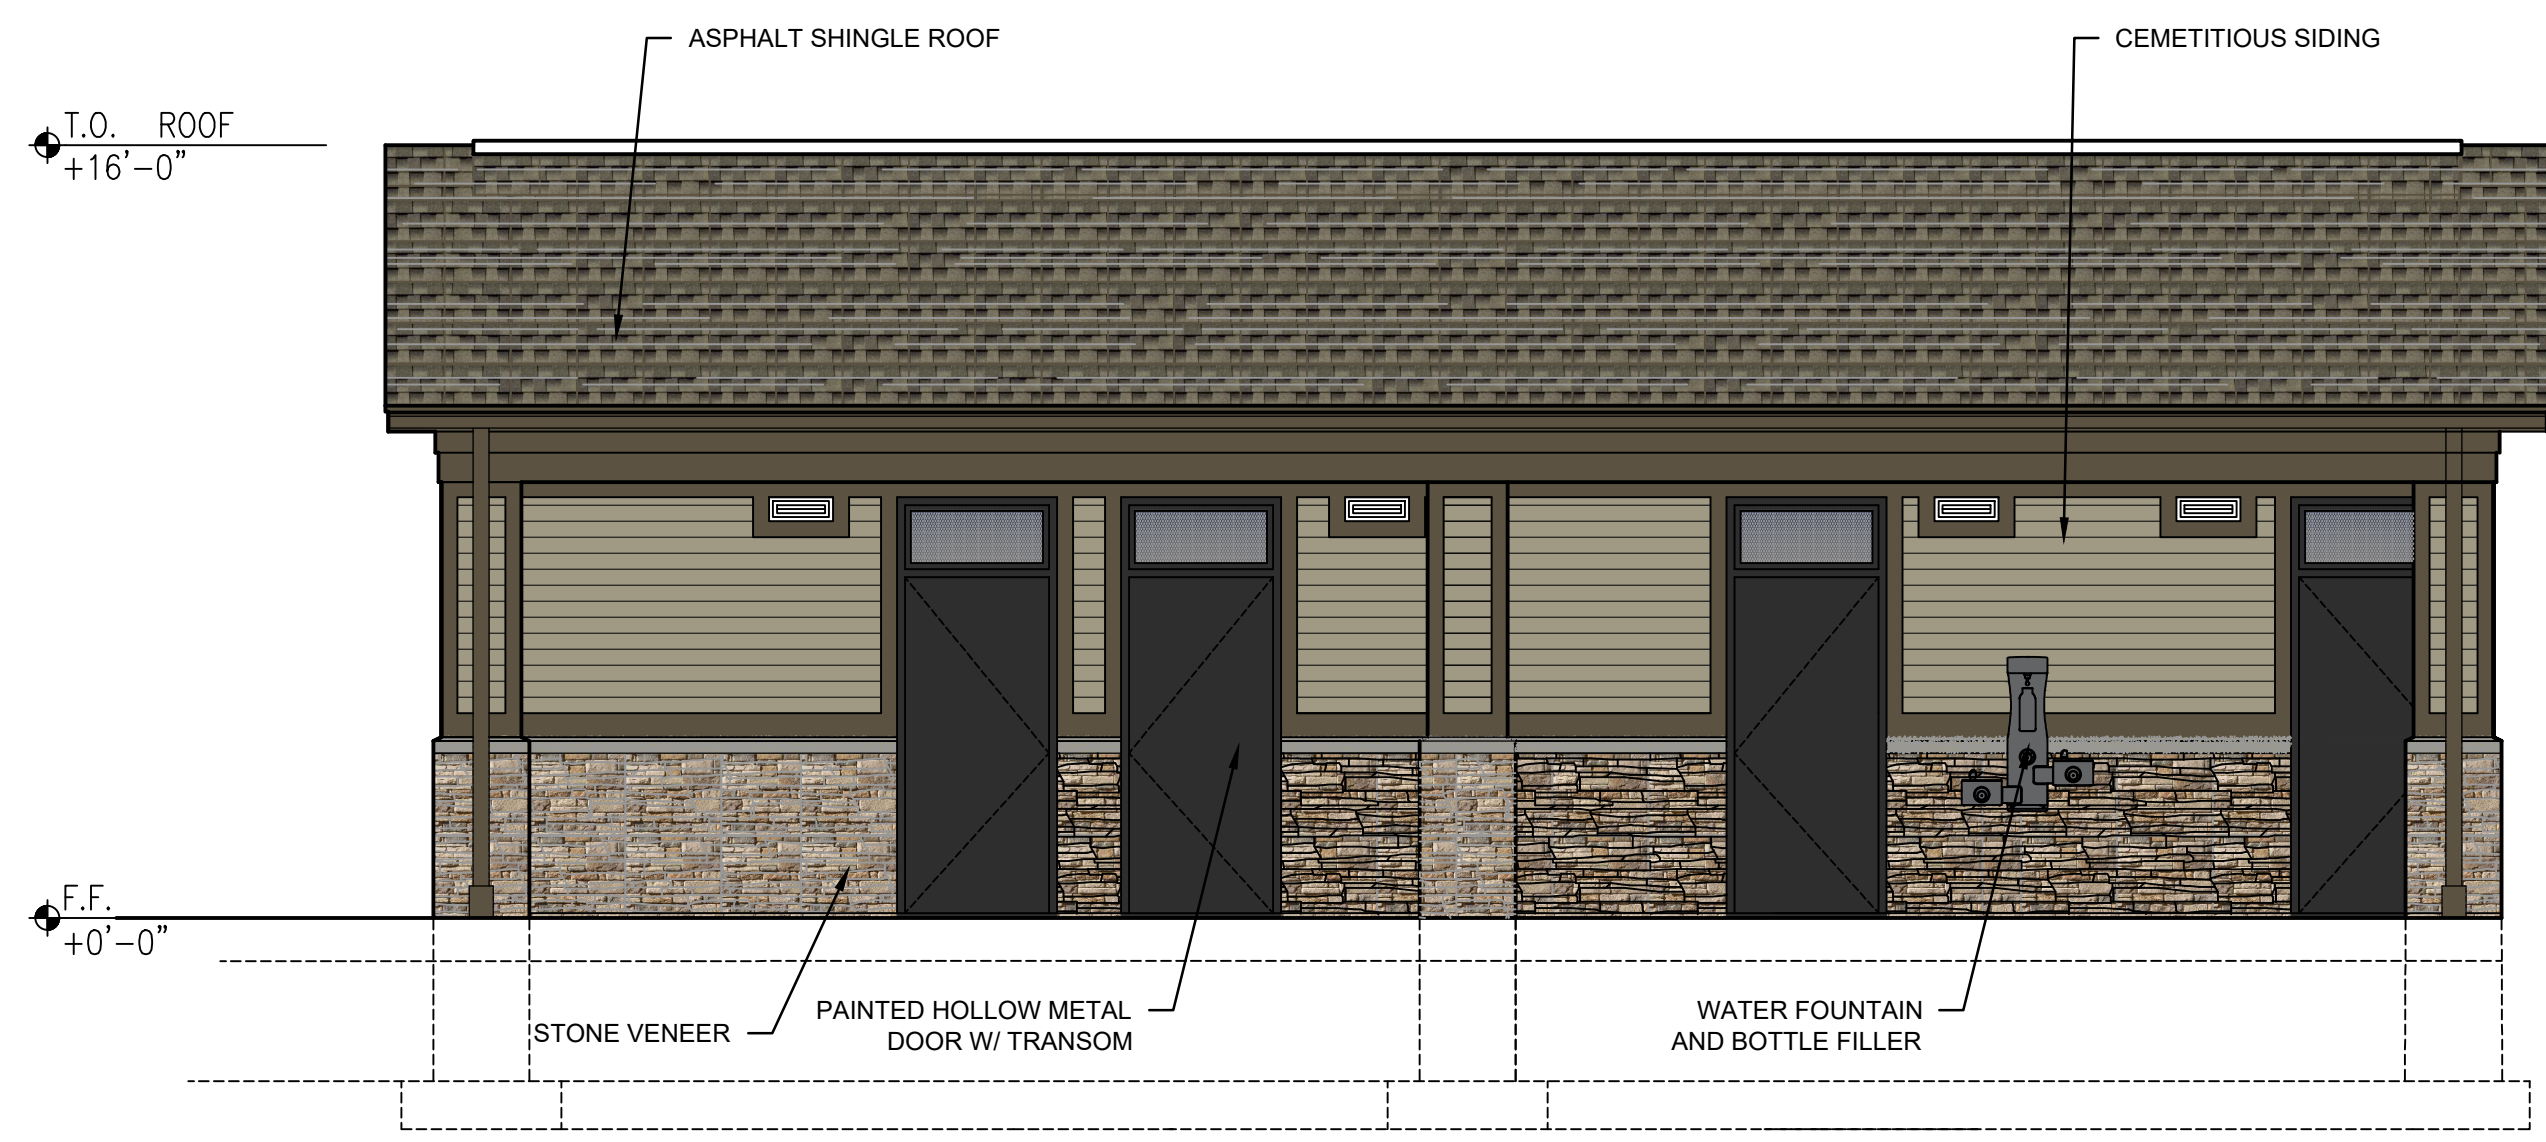 ASPHALT SHINGLE ROOF
CEMETITIOUS SIDING
T.O. ROOF
+16'-0"
F.F.
+0'-0"
PAINTED HOLLOW METAL
DOOR W/ TRANSOM
WATER FOUNTAIN
AND BOTTLE FILLER
STONE VENEER